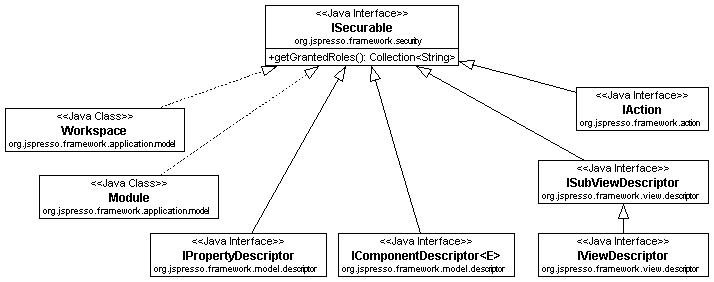 <<Java Interface>>
ISecurable
org.jspresso.framework.security
+getGrantedRoles(): Collection<String>
<<Java Class>>
Workspace
org.jspresso.framework.application.model
<<Java Interface>>
IAction
org.jspresso.framework.action
<<Java Class>>
Module
org.jspresso.framework.application.model
<<Java Interface>>
ISubViewDescriptor
org.jspresso.framework.view.descriptor
<<Java Interface>>
IPropertyDescriptor
org.jspresso.framework.model.descriptor
<<Java Interface>>
IComponentDescriptor<E>
org.jspresso.framework.model.descriptor
<<Java Interface>>
IViewDescriptor
org.jspresso.framework.view.descriptor